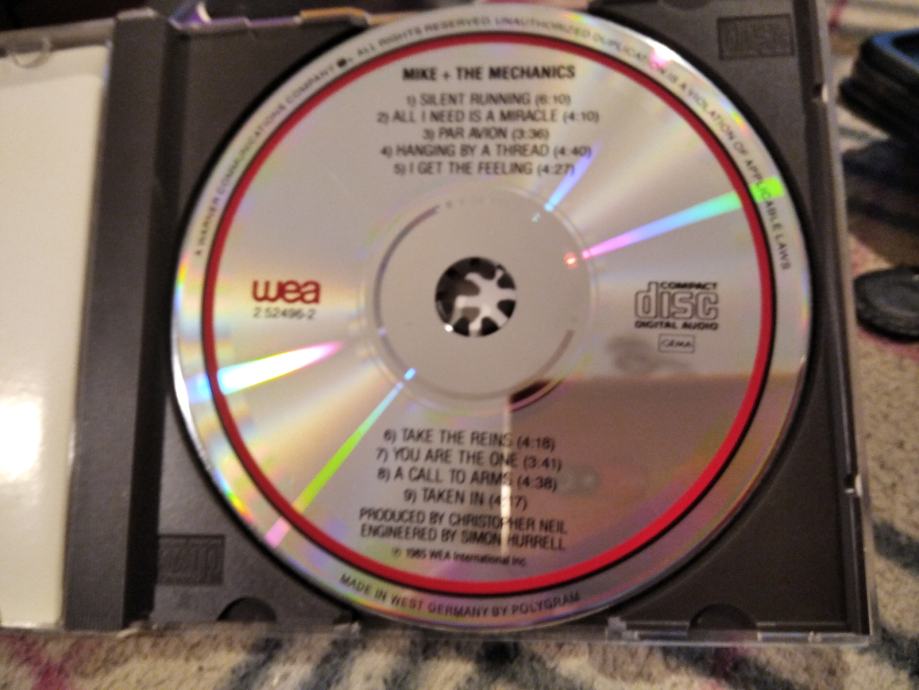 A WARNER COMMUNICATIONS COMPANY ALL RIGHTS RESERVED. UNAUTHORIZED DUPLICATION IS A VIOLATION OF APPLICABLE LAWS
MIKE + THE MECHANICS
1) SILENT RUNNING (6:10)
2) ALL I NEED IS A MIRACLE (4:10)
3) PAR AVION (3:36)
4) HANGING BY A THREAD (4:40)
5) I GET THE FEELING (4:27)
wea
2 52496-2
COMPACT
disc
DIGITAL AUDIO
GEMA
6) TAKE THE REINS (4:18)
7) YOU ARE THE ONE (3:41)
8) A CALL TO ARMS (4:38)
9) TAKEN IN
PRODUCED BY CHRISTOPHER NEIL
ENGINEERED BY SIMON HURRELL
℗ 1985 WEA International Inc.
MADE IN WEST GERMANY BY POLYGRAM